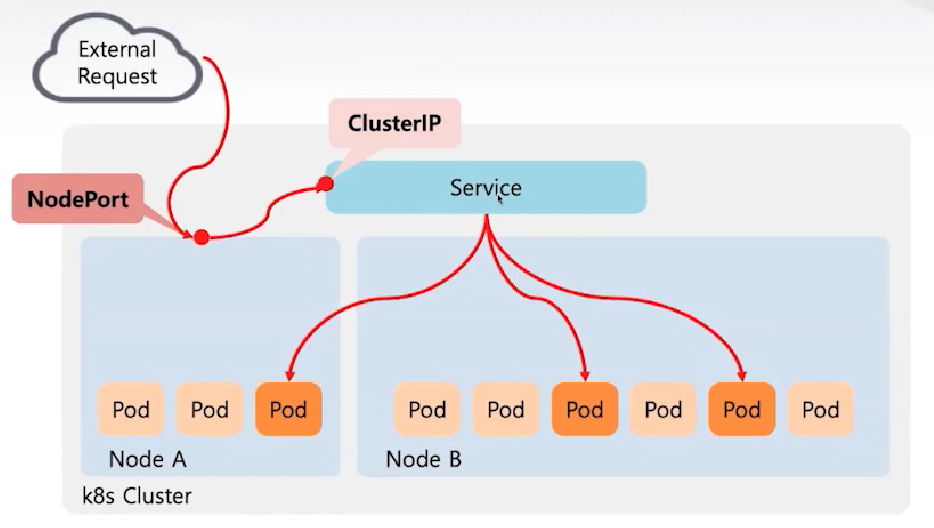 External
Request
ClusterIP
Service
NodePort
Pod Pod Pod
Pod Pod Pod Pod Pod Pod
Node A
Node B
k8s Cluster